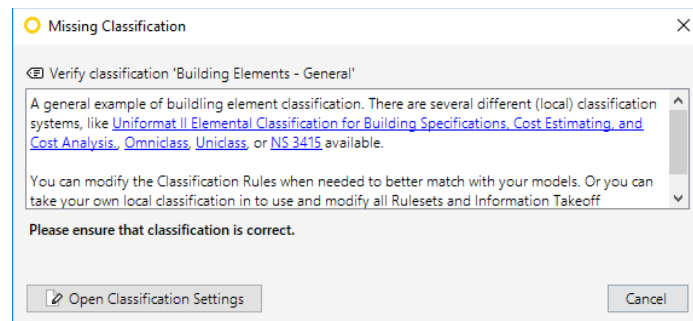 Missing Classification
Verify classification 'Building Elements - General'
A general example of buildling element classification. There are several different (local) classification
systems, like Uniformat II Elemental Classification for Building Specifications, Cost Estimating, and
Cost Analysis., Omniclass, Uniclass, or NS 3415 available.
You can modify the Classification Rules when needed to better match with your models. Or you can
take your own local classification in to use and modify all Rulesets and Information Takeoff
Please ensure that classification is correct.
Open Classification Settings
Cancel